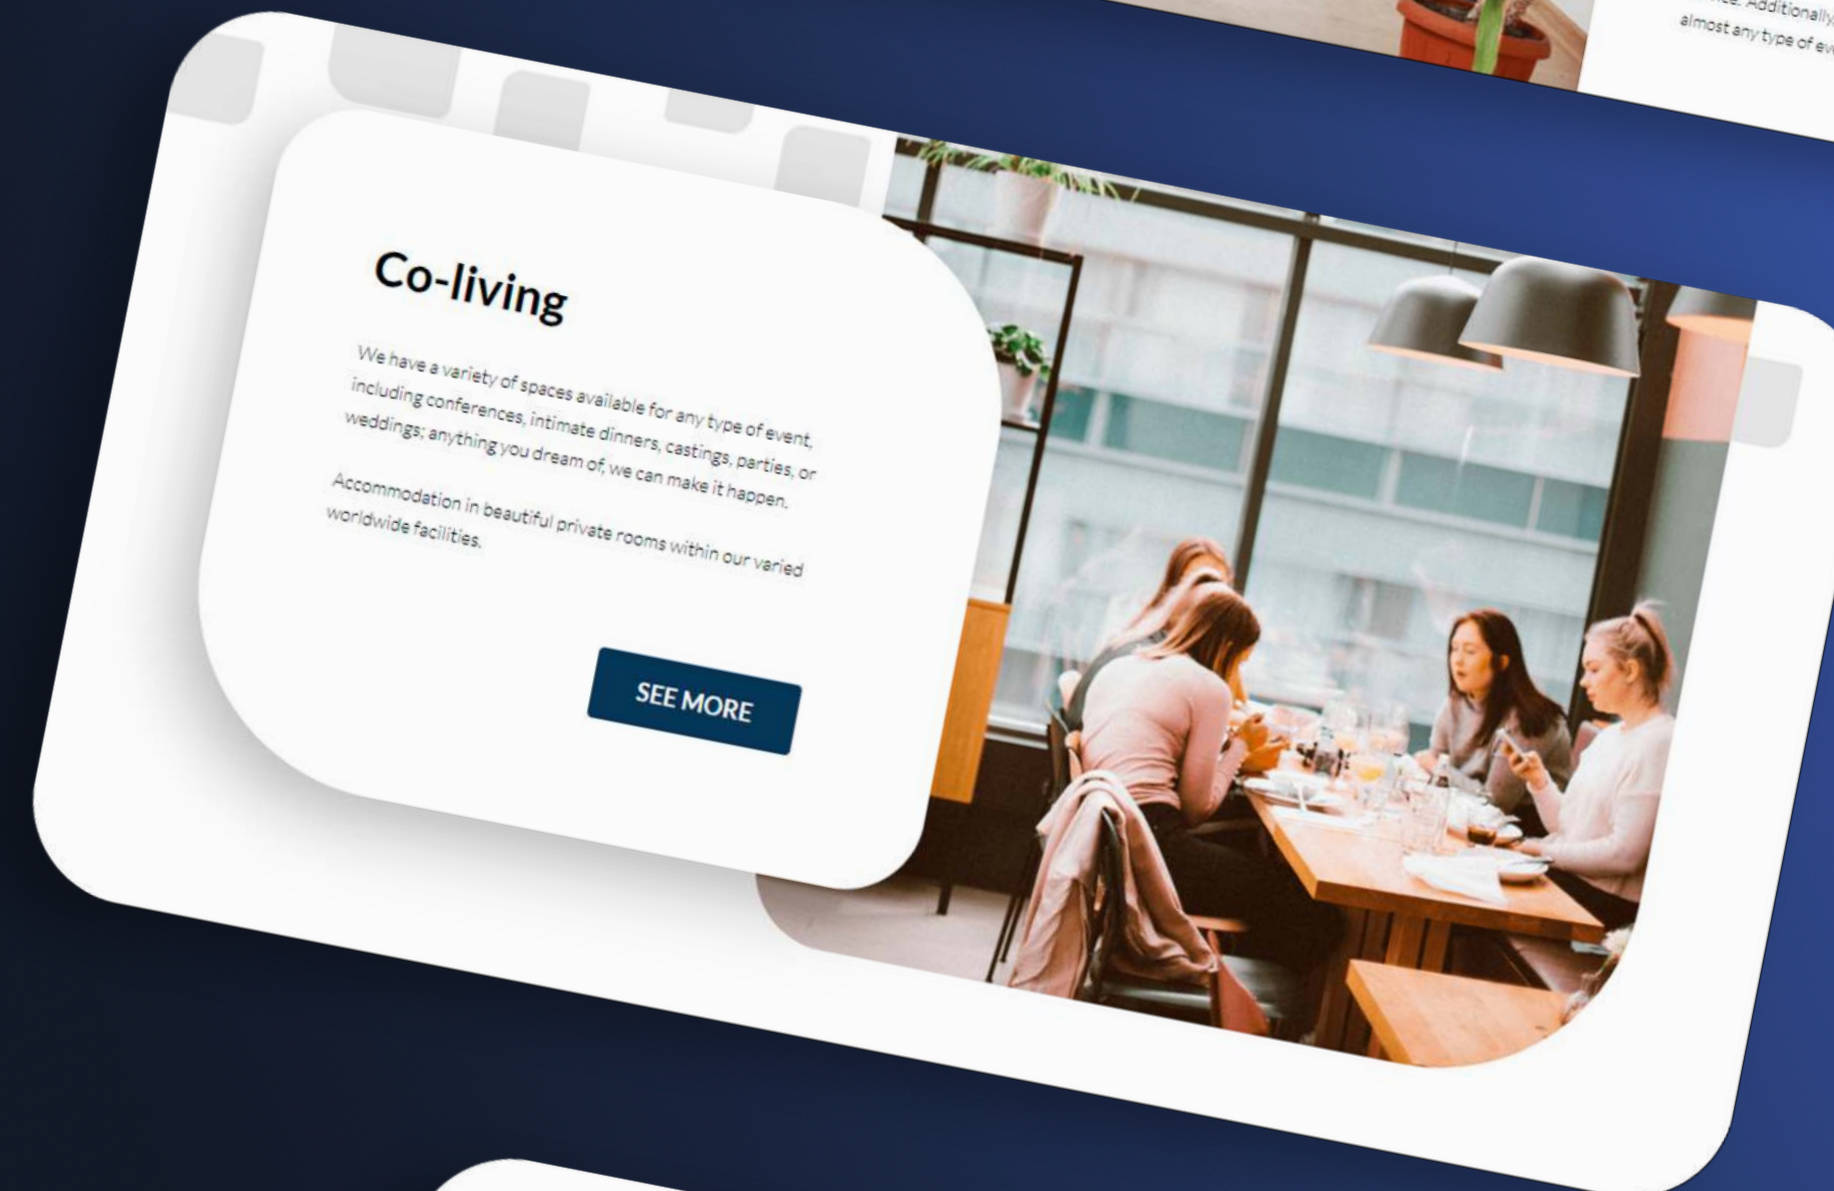 Additionally,
almost any type of
Co-living
We have a variety of spaces available for any type of event,
including conferences, intimate dinners, castings, parties, or
weddings; anything you dream of, we can make it happen.
Accommodation in beautiful private rooms within our varied
worldwide facilities.
SEE MORE